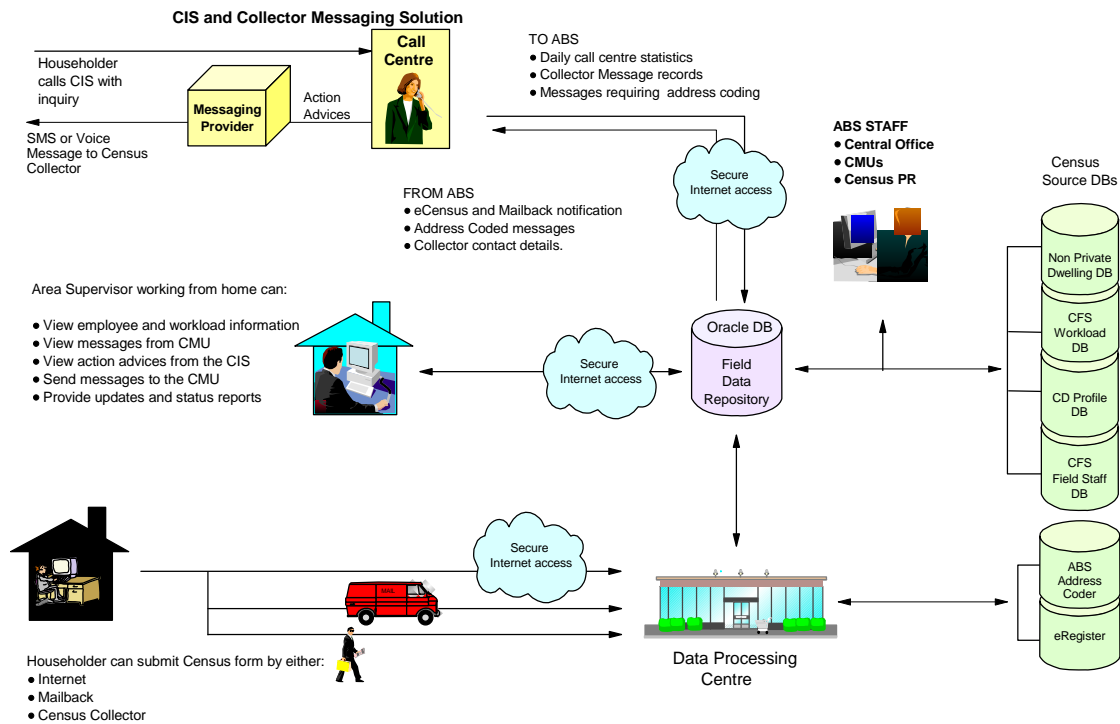 CIS and Collector Messaging Solution
Call
Centre
Householder
calls CIS with
inquiry
Messaging
Provider
Action
Advices
SMS or Voice
Message to Census
Collector
TO ABS
● Daily call centre statistics
● Collector Message records
● Messages requiring address coding
Secure
Internet access
FROM ABS
● eCensus and Mailback notification
● Address Coded messages
● Collector contact details.
ABS STAFF
● Central Office
● CMUs
● Census PR
Census
Source DBs
Non Private
Dwelling DB
CFS
Workload
DB
CD Profile
DB
CFS
Field Staff
DB
Area Supervisor working from home can:
● View employee and workload information
● View messages from CMU
● View action advices from the CIS
● Send messages to the CMU
● Provide updates and status reports
Secure
Internet access
Oracle DB
Field
Data
Repository
Secure
Internet access
MAIL
Householder can submit Census form by either:
● Internet
● Mailback
● Census Collector
Data Processing
Centre
ABS
Address
Coder
eRegister